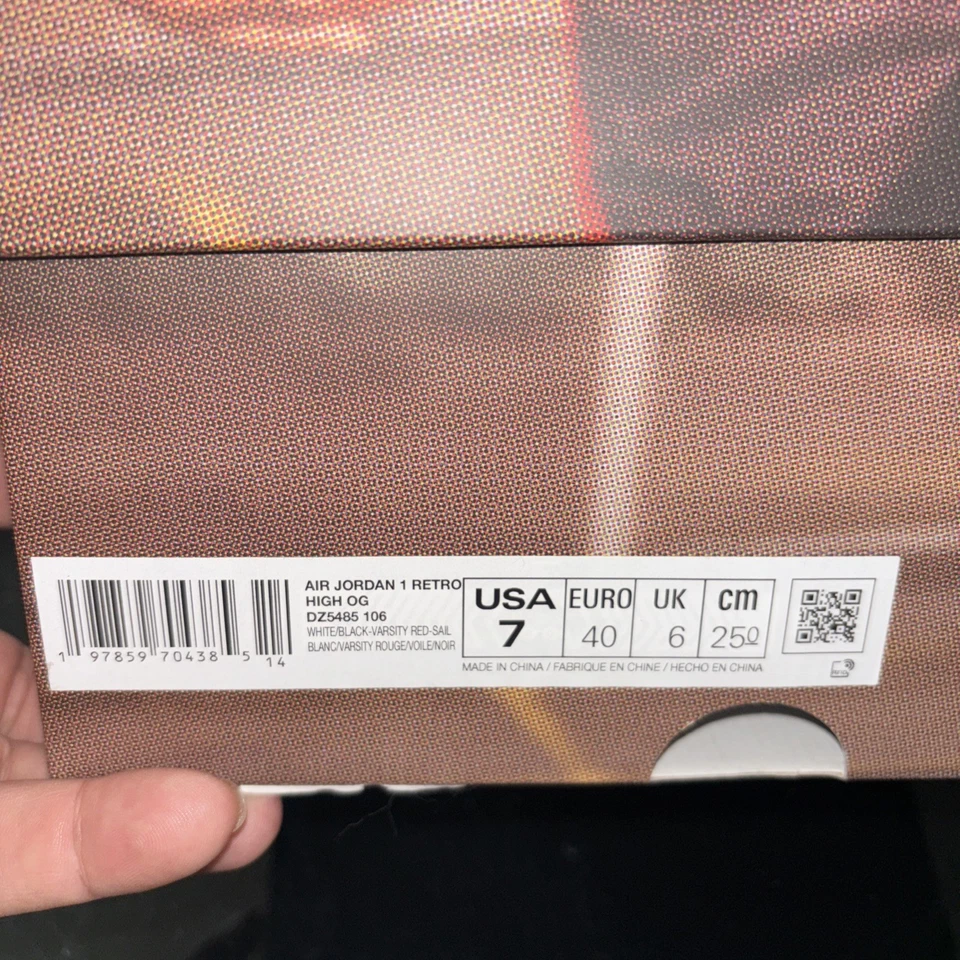 AIR JORDAN 1 RETRO
HIGH OG
DZ5485 106
WHITE/BLACK-VARSITY RED-SAIL
BLANC/VARSITY ROUGE/VOILE/NOIR
1 97859 70438 5 14
USA EURO UK cm
7 40 6 25º
MADE IN CHINA / FABRIQUE EN CHINE / HECHO EN CHINA